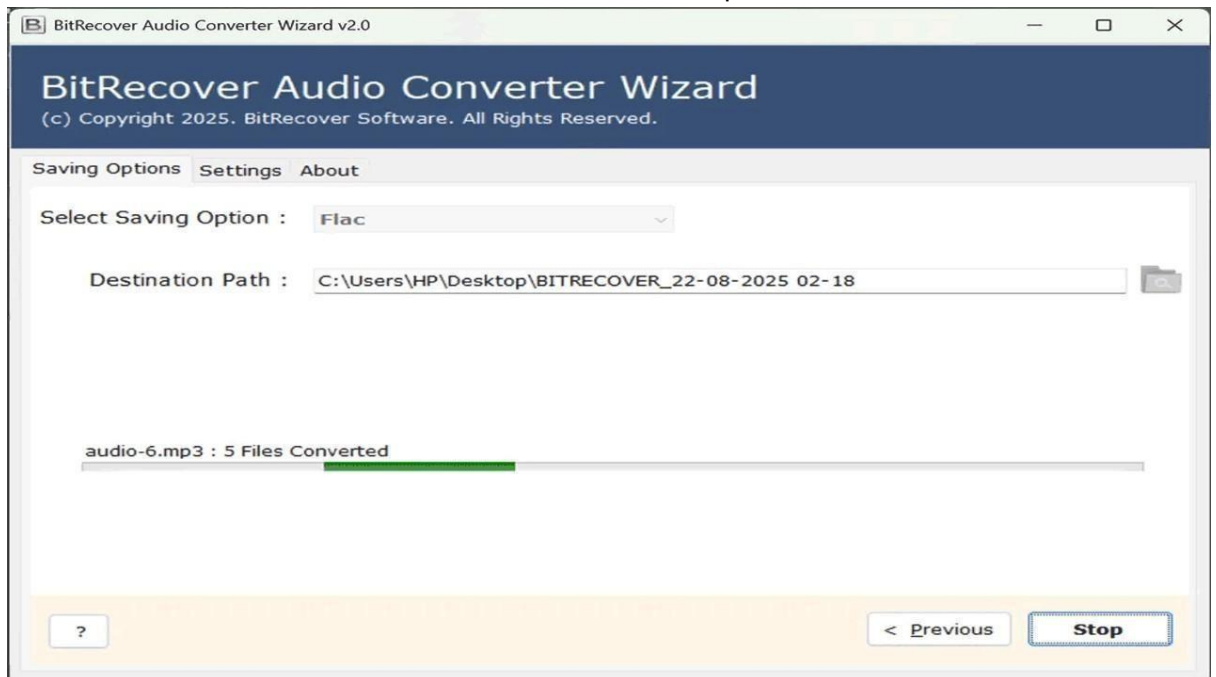 BitRecover Audio Converter Wizard v2.0
BitRecover Audio Converter Wizard
(c) Copyright 2025. BitRecover Software. All Rights Reserved.
Saving Options Settings About
Select Saving Option : Flac
Destination Path : C:\Users\HP\Desktop\BITRECOVER_22-08-2025 02-18
audio-6.mp3 : 5 Files Converted
? < Previous Stop